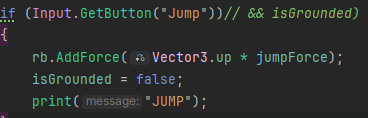 if (Input.GetButton("Jump"))// && isGrounded)
{
rb.AddForce(Vector3.up * jumpForce);
isGrounded = false;
print(message:"JUMP");
}